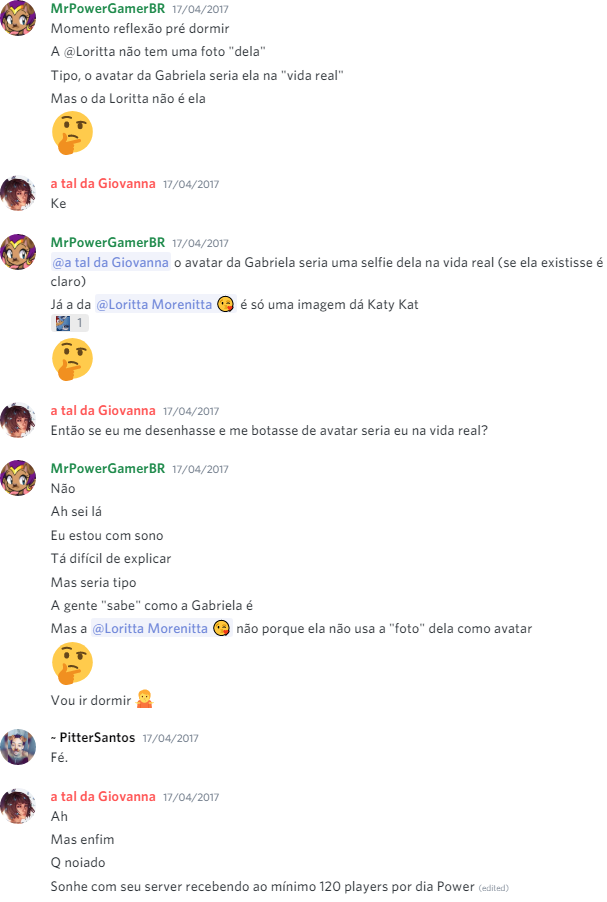 MrPowerGamerBR 17/04/2017
Momento reflexão pré dormir
A @Loritta não tem uma foto "dela"
Tipo, o avatar da Gabriela seria ela na "vida real"
Mas o da Loritta não é ela
a tal da Giovanna 17/04/2017
Ke
MrPowerGamerBR 17/04/2017
@a tal da Giovanna o avatar da Gabriela seria uma selfie dela na vida real (se ela existisse é
claro)
Já a da @Loritta Morenitta 😘 é só uma imagem dá Katy Kat
1
a tal da Giovanna 17/04/2017
Então se eu me desenhasse e me botasse de avatar seria eu na vida real?
MrPowerGamerBR 17/04/2017
Não
Ah sei lá
Eu estou com sono
Tá difícil de explicar
Mas seria tipo
A gente "sabe" como a Gabriela é
Mas a @Loritta Morenitta 😘 não porque ela não usa a "foto" dela como avatar
Vou ir dormir 🤷
~ PitterSantos 17/04/2017
Fé.
a tal da Giovanna 17/04/2017
Ah
Mas enfim
Q noiado
Sonhe com seu server recebendo ao mínimo 120 players por dia Power (edited)